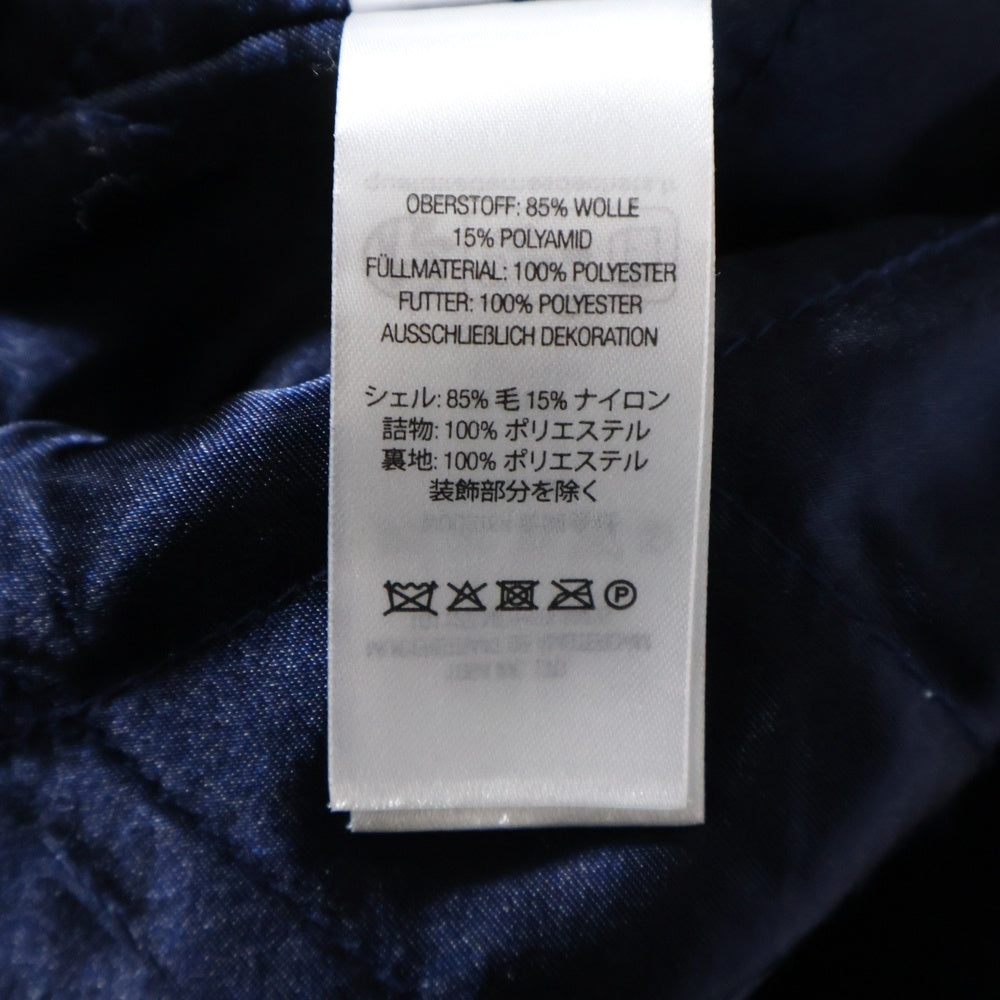 OBERSTOFF: 85% WOLLE
15% POLYAMID
FÜLLMATERIAL: 100% POLYESTER
FUTTER: 100% POLYESTER
AUSSCHLIEßLICH DEKORATION
シェル: 85% 毛 15% ナイロン
詰物: 100% ポリエステル
裏地: 100% ポリエステル
装飾部分を除く
P